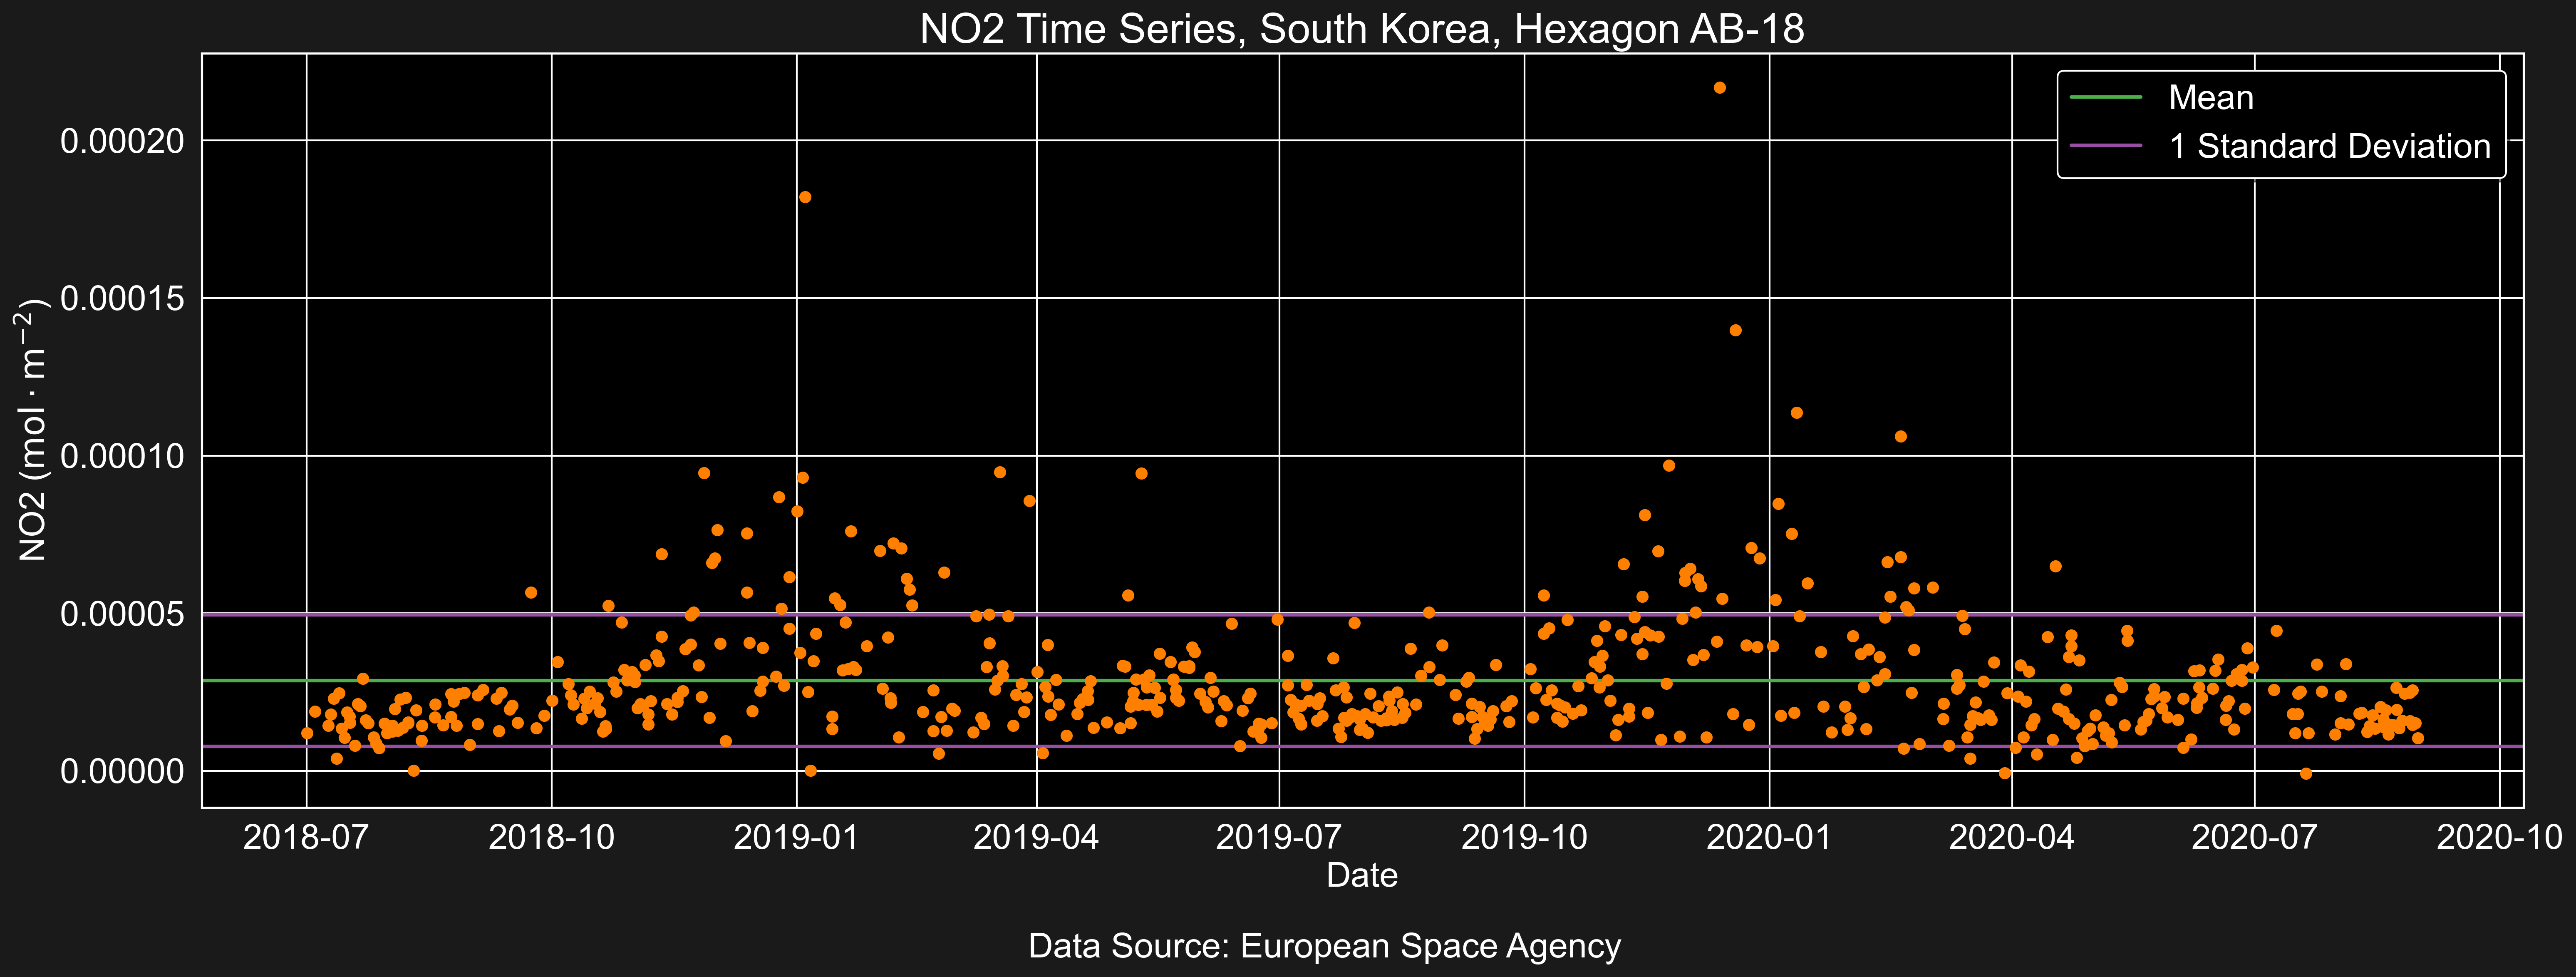 NO2 Time Series, South Korea, Hexagon AB-18
Mean
1 Standard Deviation
NO2 (mol · m⁻²)
0.00020
0.00015
0.00010
0.00005
0.00000
2018-07 2018-10 2019-01 2019-04 2019-07 2019-10 2020-01 2020-04 2020-07 2020-10
Date
Data Source: European Space Agency